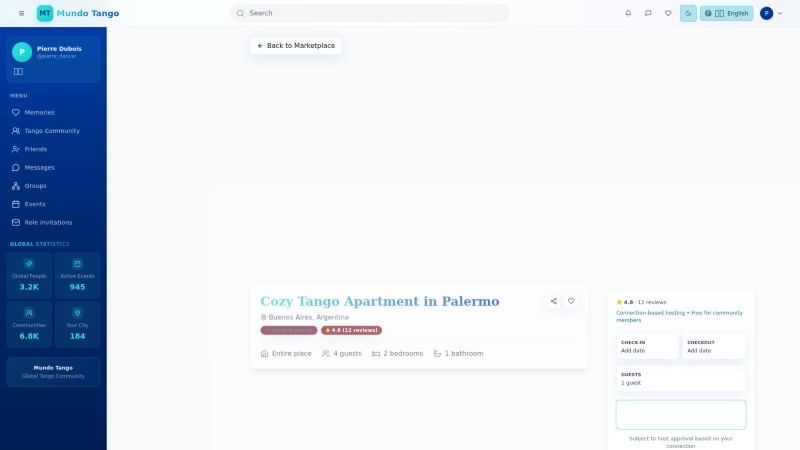 MT Mundo Tango
Search
English
P
P
Pierre Dubois
@pierre_dancer
MENU
Memories
Tango Community
Friends
Messages
Groups
Events
Role Invitations
GLOBAL STATISTICS
Global People
3.2K
Active Events
945
Communities
6.8K
Your City
184
Mundo Tango
Global Tango Community
Back to Marketplace
Cozy Tango Apartment in Palermo
Buenos Aires, Argentina
4.8 (12 reviews)
Entire place
4 guests
2 bedrooms
1 bathroom
4.8 · 12 reviews
Connection-based hosting • Free for community
members
CHECK-IN
Add date
CHECKOUT
Add date
GUESTS
1 guest
Subject to host approval based on your
connection